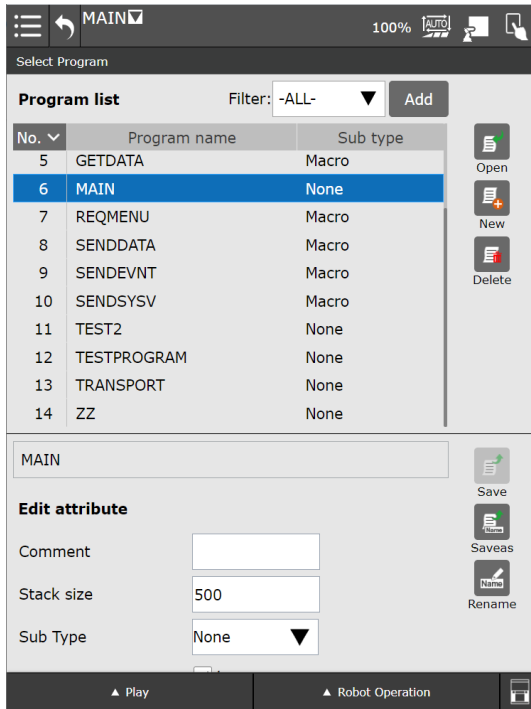 MAIN
100%
AUTO
Select Program
Program list Filter: -ALL- Add
No. Program name Sub type
5 GETDATA Macro
6 MAIN None
7 REQMENU Macro
8 SENDDATA Macro
9 SENDEVNT Macro
10 SENDSYSV Macro
11 TEST2 None
12 TESTPROGRAM None
13 TRANSPORT None
14 ZZ None
Open
New
Delete
MAIN
Save
Edit attribute
Name
Saveas
Comment
Name
Rename
Stack size 500
Sub Type None
Play Robot Operation